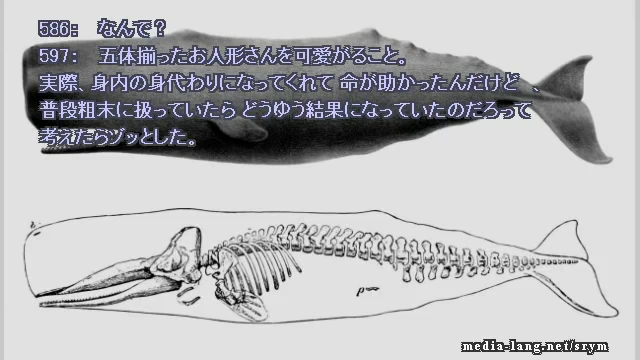 586: なんで？
597: 五体揃ったお人形さんを可愛がること。
実際、身内の身代わりになってくれて 命が助かったんだけど 、
普段粗末に扱っていたら どうゆう結果になっていたのだろって
考えたらゾッとした。
media-lang.net/srym